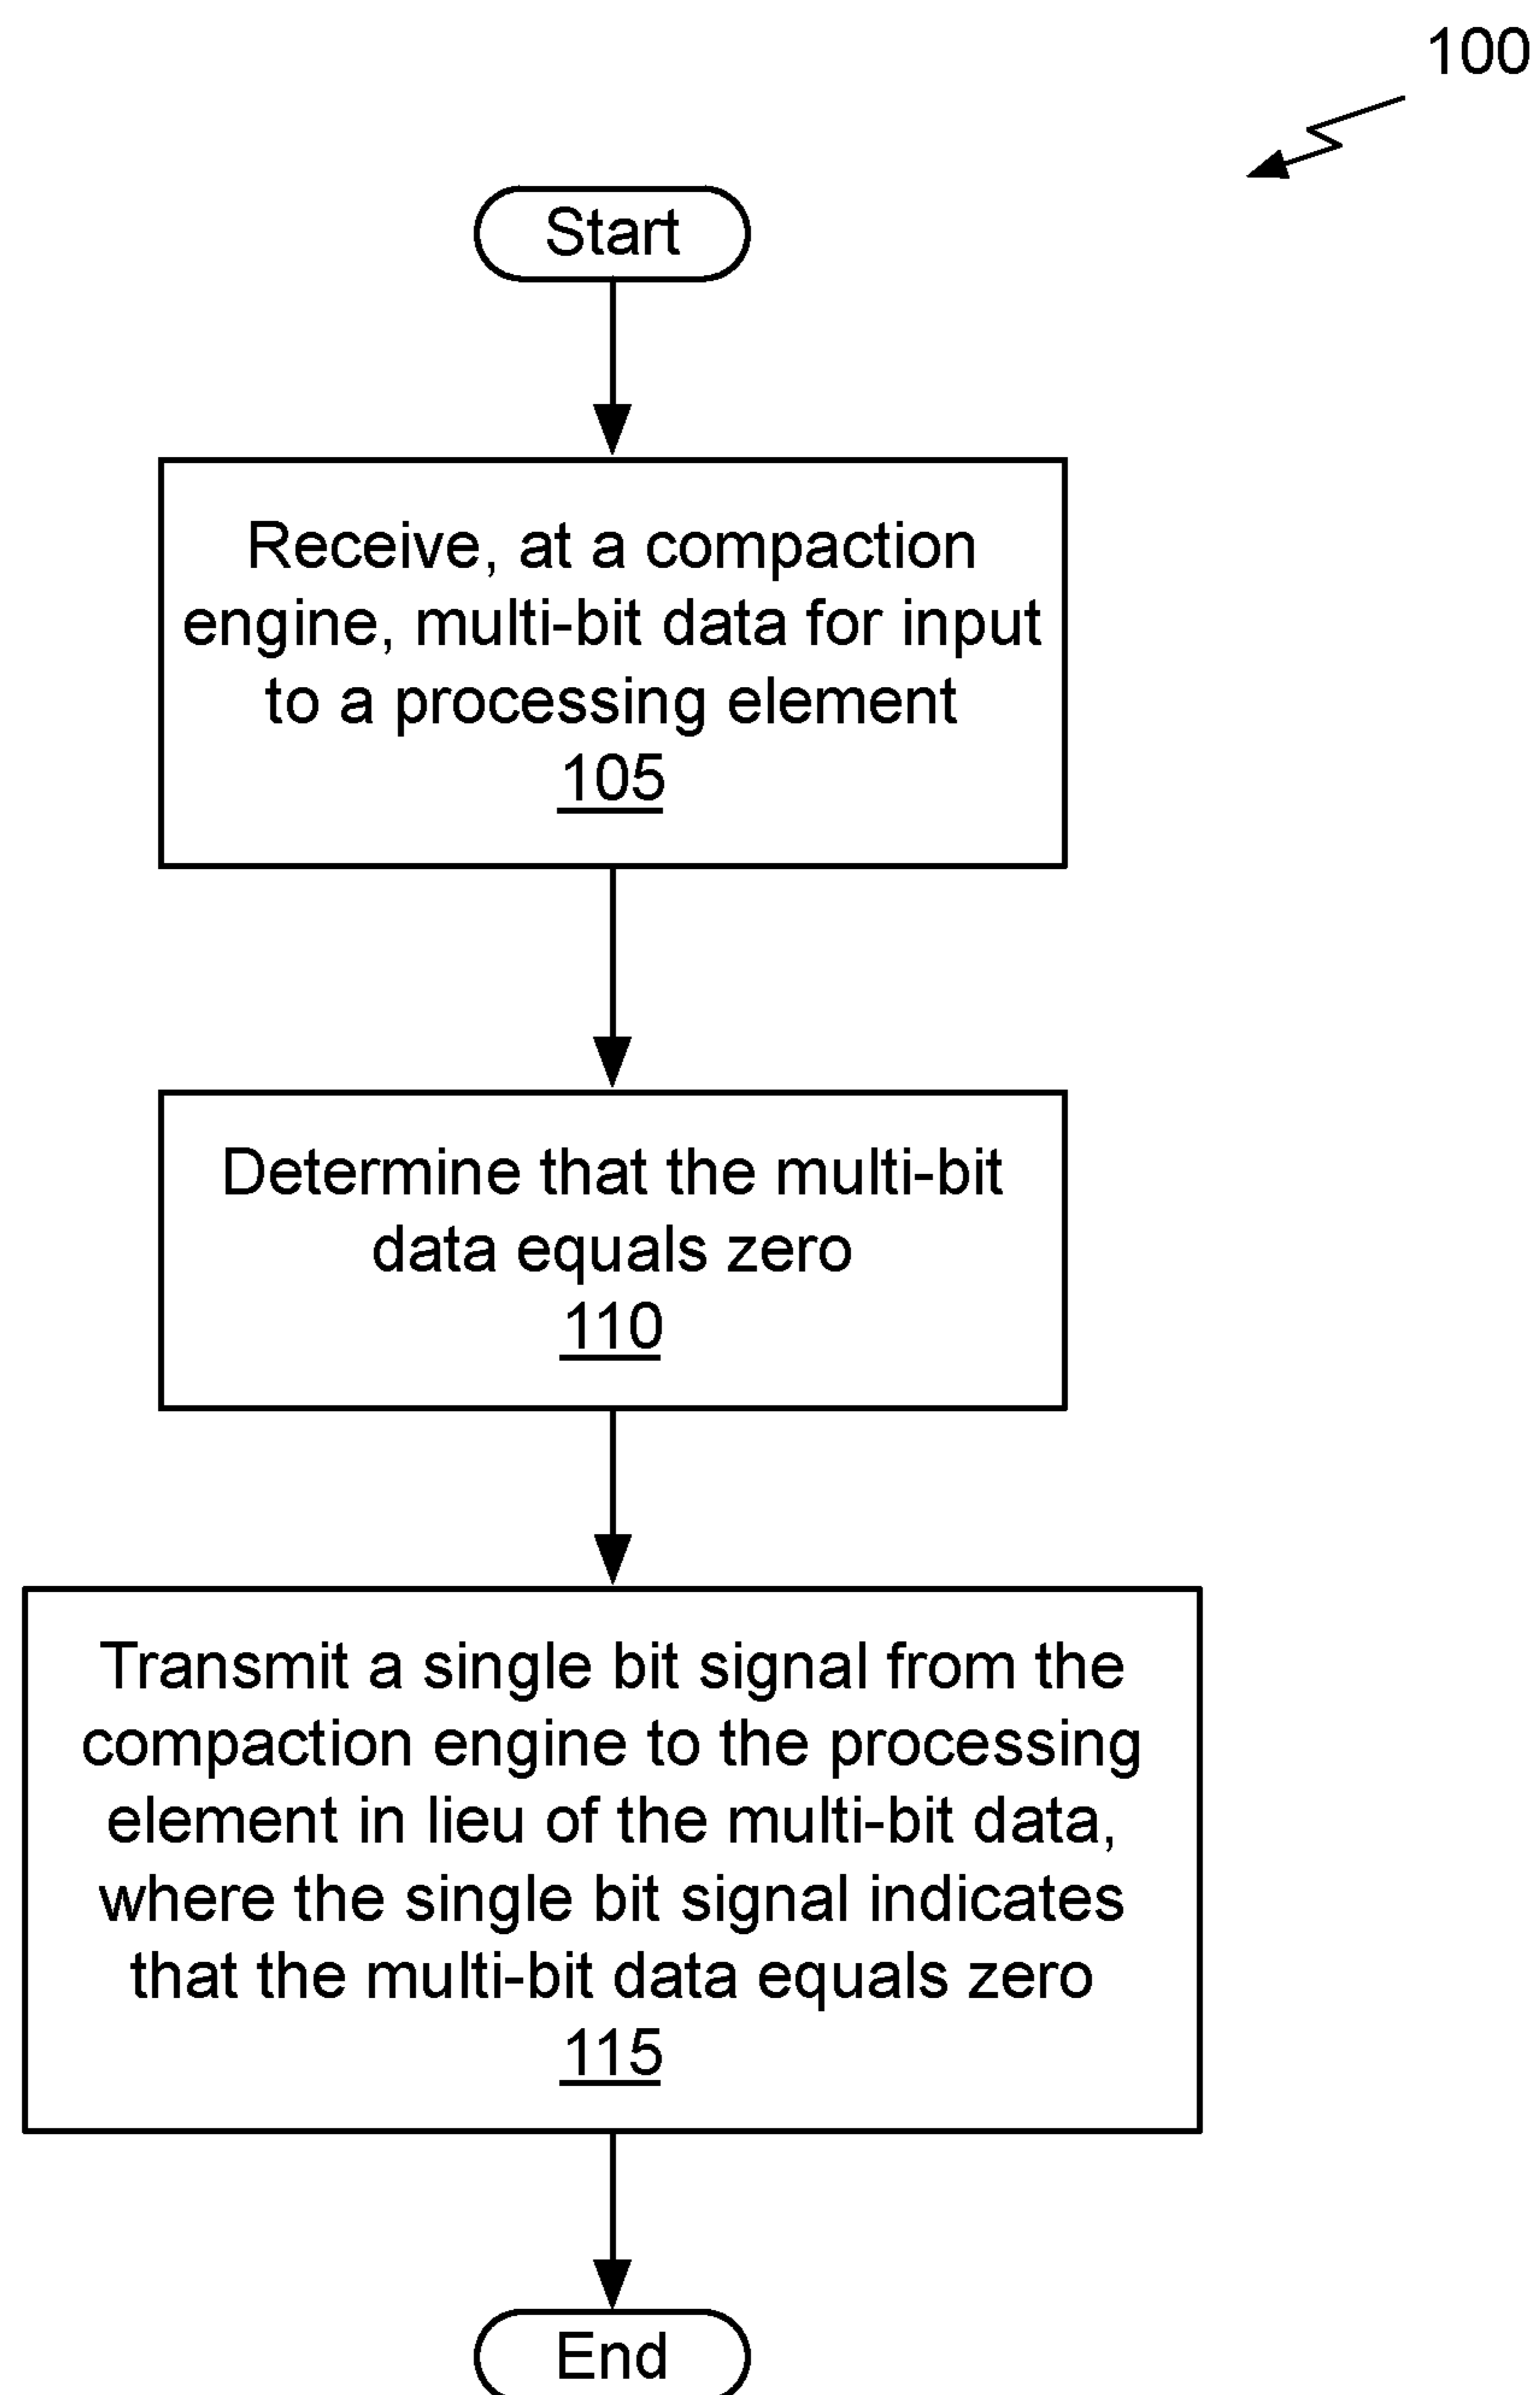 100
Start
Receive, at a compaction
engine, multi-bit data for input
to a processing element
105
Determine that the multi-bit
data equals zero
110
Transmit a single bit signal from the
compaction engine to the processing
element in lieu of the multi-bit data,
where the single bit signal indicates
that the multi-bit data equals zero
115
End